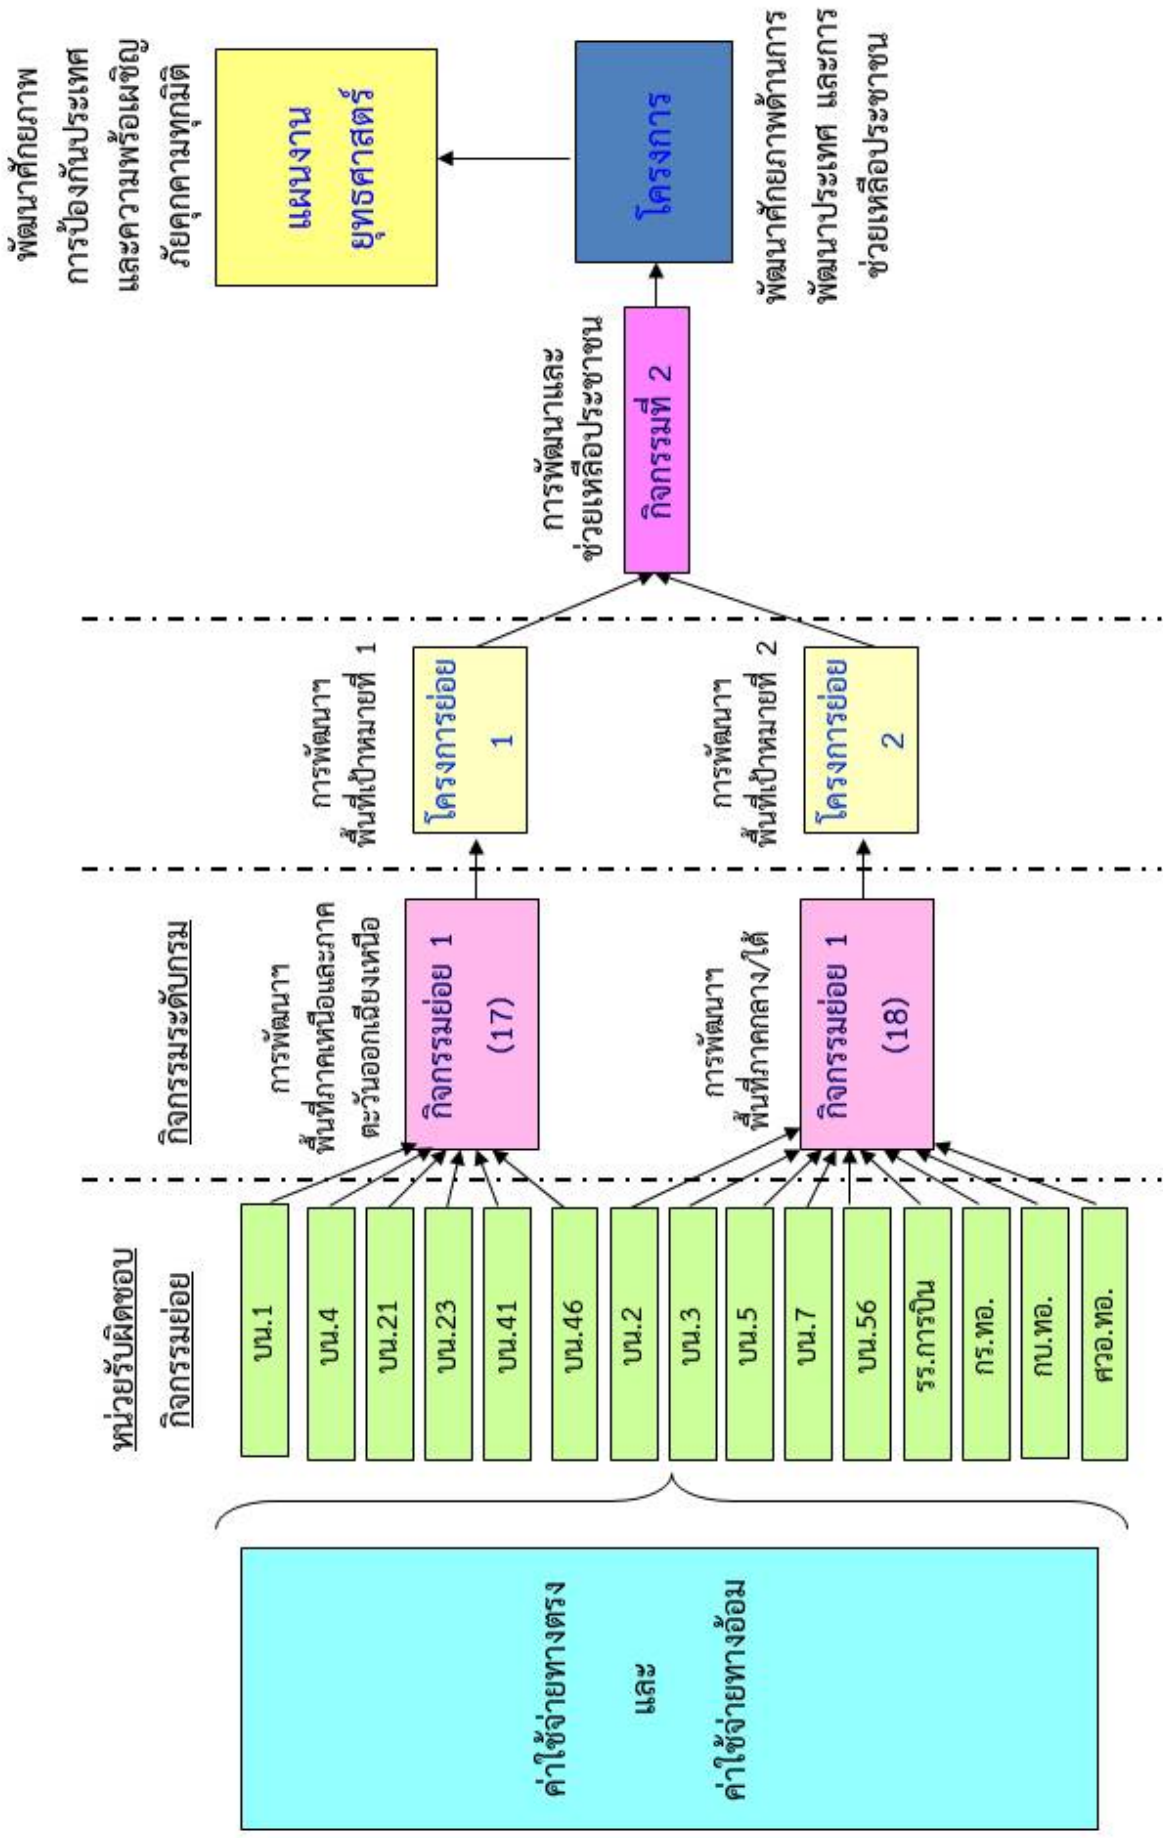 พัฒนาศักยภาพ
การป้องกันประเทศ
และความพร้อมเผชิญ
ภัยคุกคามทุกมิติ
แผนงาน
ยุทธศาสตร์
โครงการ
พัฒนาศักยภาพด้านการ
พัฒนาประเทศ และการ
ช่วยเหลือประชาชน
การพัฒนาและ
ช่วยเหลือประชาชน
กิจกรรมที่ 2
การพัฒนาฯ
พื้นที่เป้าหมายที่ 1
โครงการย่อย
1
การพัฒนาฯ
พื้นที่เป้าหมายที่ 2
โครงการย่อย
2
กิจกรรมระดับกรม
การพัฒนาฯ
พื้นที่ภาคเหนือและภาค
ตะวันออกเฉียงเหนือ
กิจกรรมย่อย 1
(17)
การพัฒนาฯ
พื้นที่ภาคกลาง/ใต้
กิจกรรมย่อย 1
(18)
หน่วยรับผิดชอบ
กิจกรรมย่อย
บน.1
บน.4
บน.21
บน.23
บน.41
บน.46
บน.2
บน.3
บน.5
บน.7
บน.56
รร.การบิน
กร.ทอ.
กบ.ทอ.
ศวอ.ทอ.
ค่าใช้จ่ายทางตรง
และ
ค่าใช้จ่ายทางอ้อม